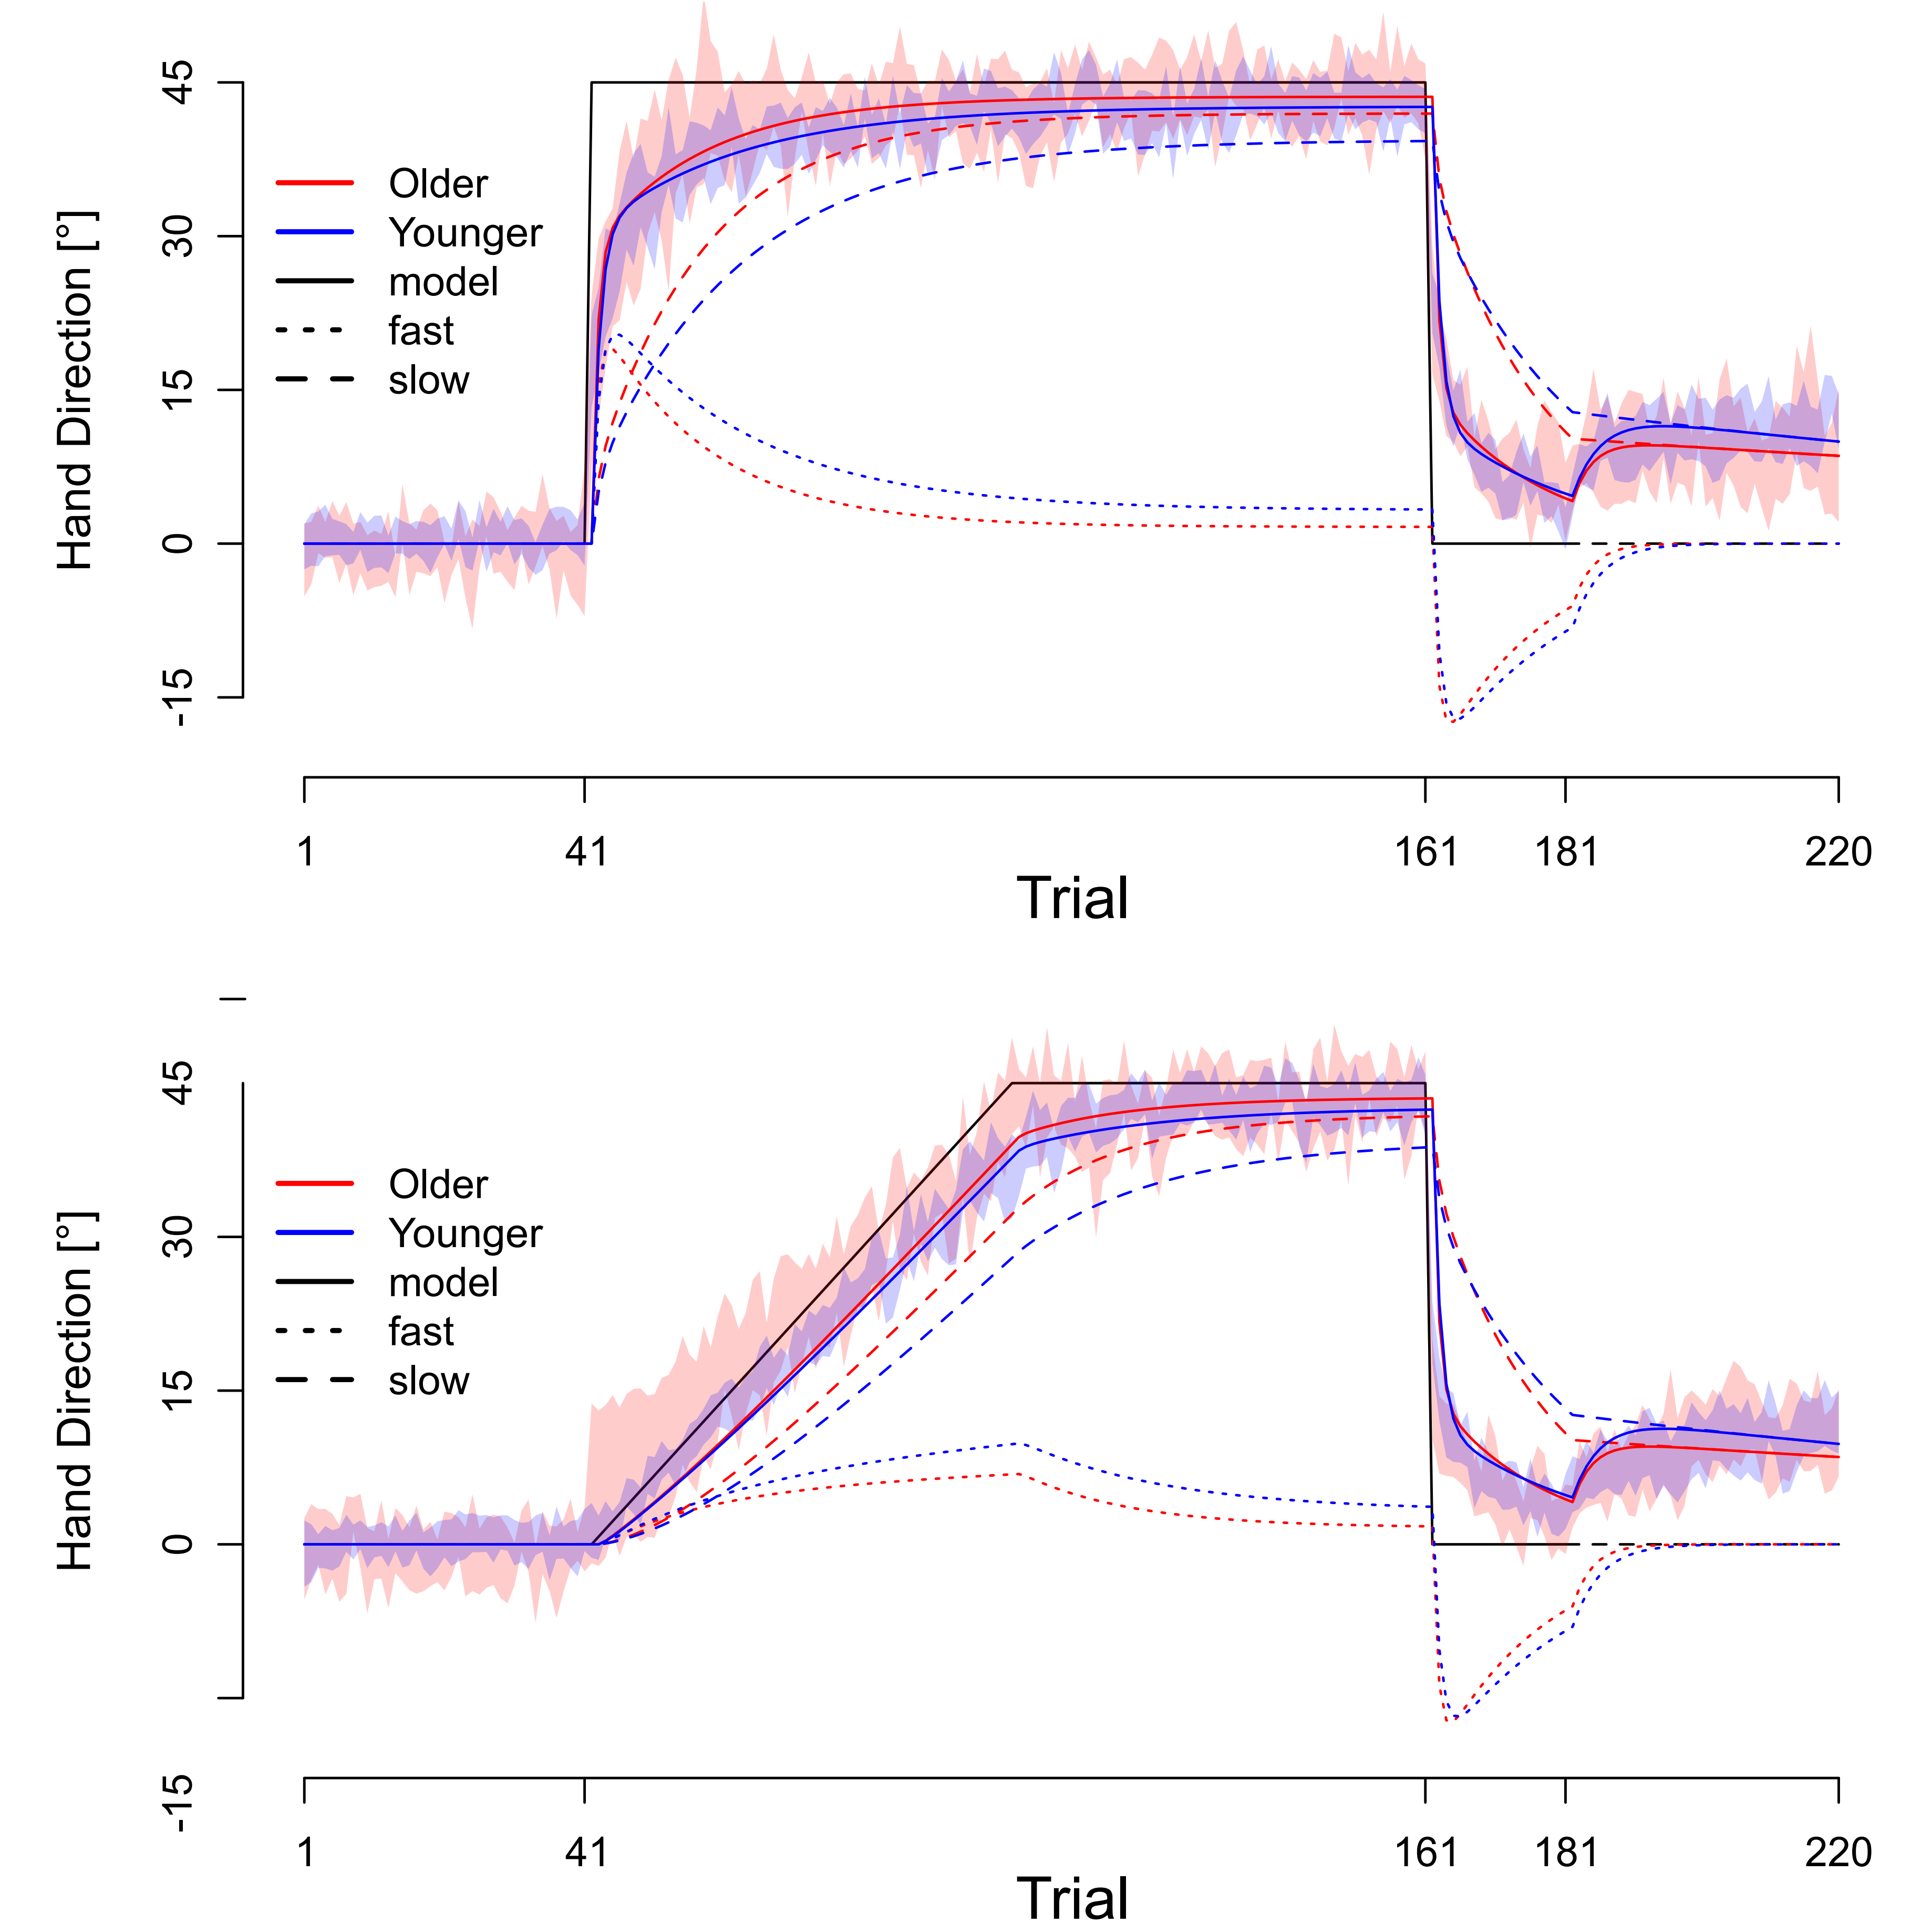 Hand Direction [°]
45
30
15
0
-15
Older
Younger
model
fast
slow
1 41 161 181 220
Trial
Hand Direction [°]
45
30
15
0
-15
Older
Younger
model
fast
slow
1 41 161 181 220
Trial